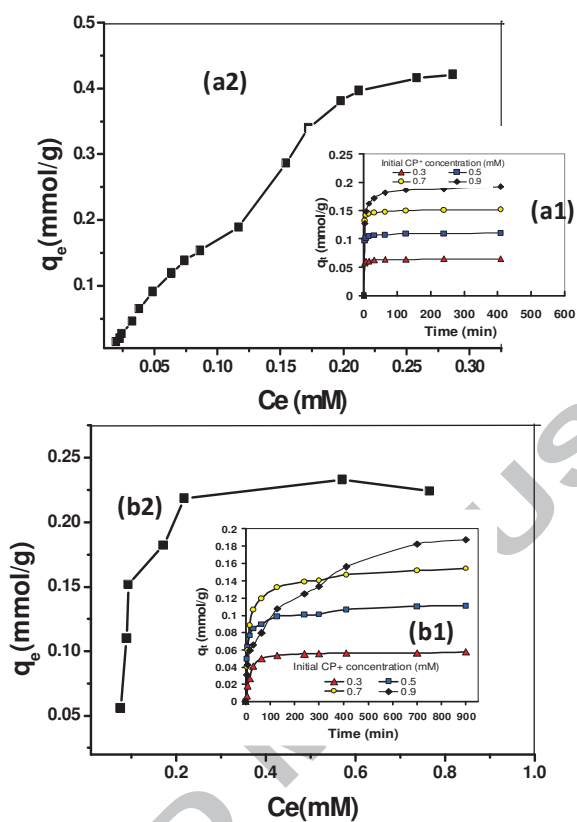 0.5
0.4
0.3
0.2
0.1
qe(mmol/g)
(a2)
0.05 0.10 0.15 0.20 0.25 0.30
Ce (mM)
Initial CP+ concentration (mM)
0.3 0.5
0.7 0.9
0.25
0.2
0.15
0.1
0.05
0
qt(mmol/g)
(a1)
0 100 200 300 400 500 600
Time (min)
0.25
0.20
0.15
0.10
0.05
qe(mmol/g)
(b2)
0.2 0.4 0.6 0.8 1.0
Ce(mM)
0.2
0.18
0.16
0.14
0.12
0.1
0.08
0.06
0.04
0.02
0
qt(mmol/g)
(b1)
Initial CP+ concentration (mM)
0.3 0.5
0.7 0.9
0 100 200 300 400 500 600 700 800 900
Time (min)